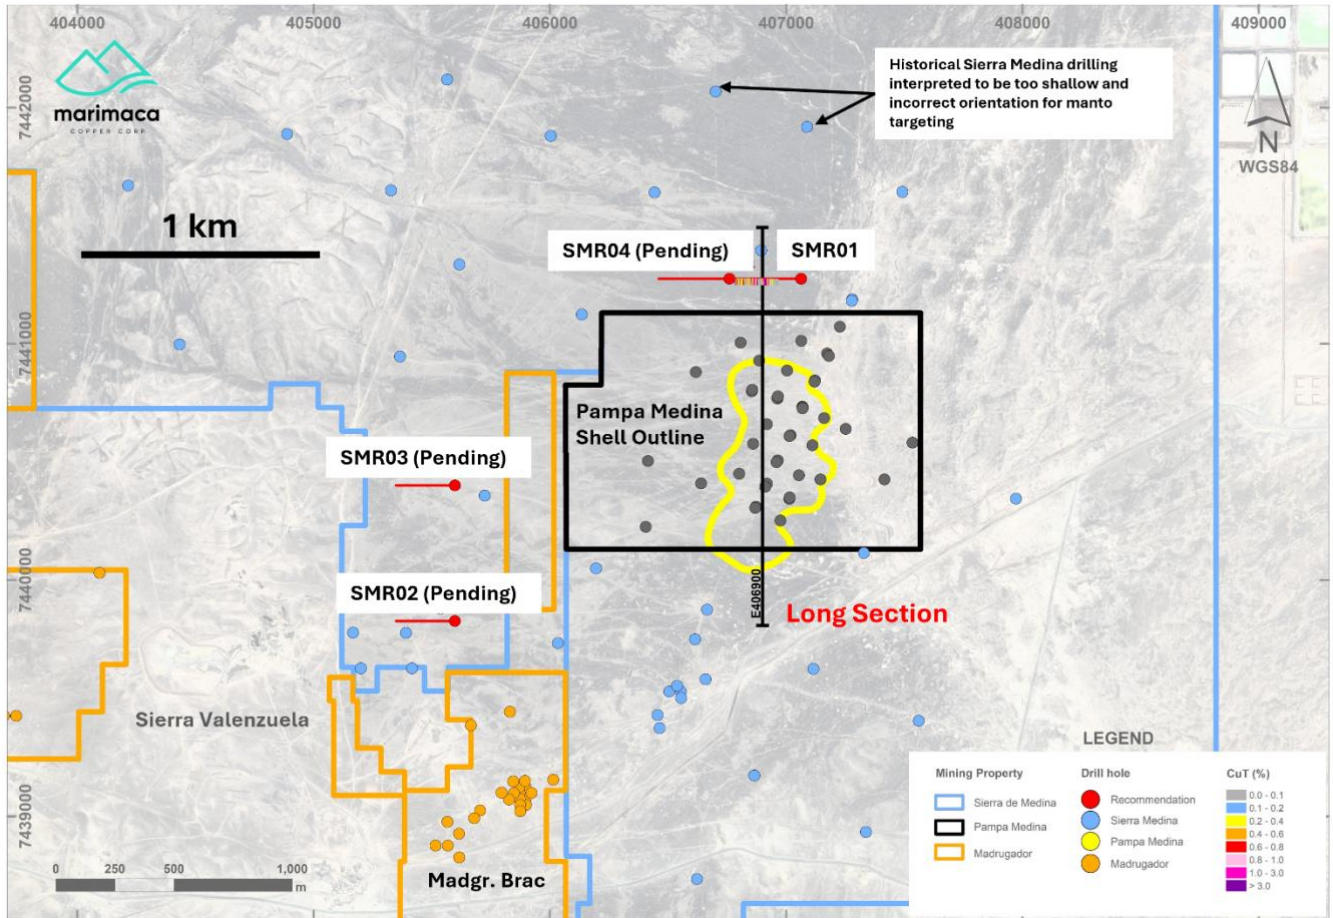 404000
405000
406000
407000
408000
409000
marimaca
COPPER CORP
Historical Sierra Medina drilling
interpreted to be too shallow and
incorrect orientation for manto
targeting
N
WGS84
7442000
1 km
SMR04 (Pending)
SMR01
7441000
Pampa Medina
Shell Outline
SMR03 (Pending)
7440000
SMR02 (Pending)
E406900
Long Section
Sierra Valenzuela
7439000
Madgr. Brac
0
250
500
1,000
m
LEGEND
Mining Property
Sierra de Medina
Pampa Medina
Madrugador
Drill hole
Recommendation
Sierra Medina
Pampa Medina
Madrugador
CuT (%)
0.0 - 0.1
0.1 - 0.2
0.2 - 0.4
0.4 - 0.6
0.6 - 0.8
0.8 - 1.0
1.0 - 3.0
> 3.0